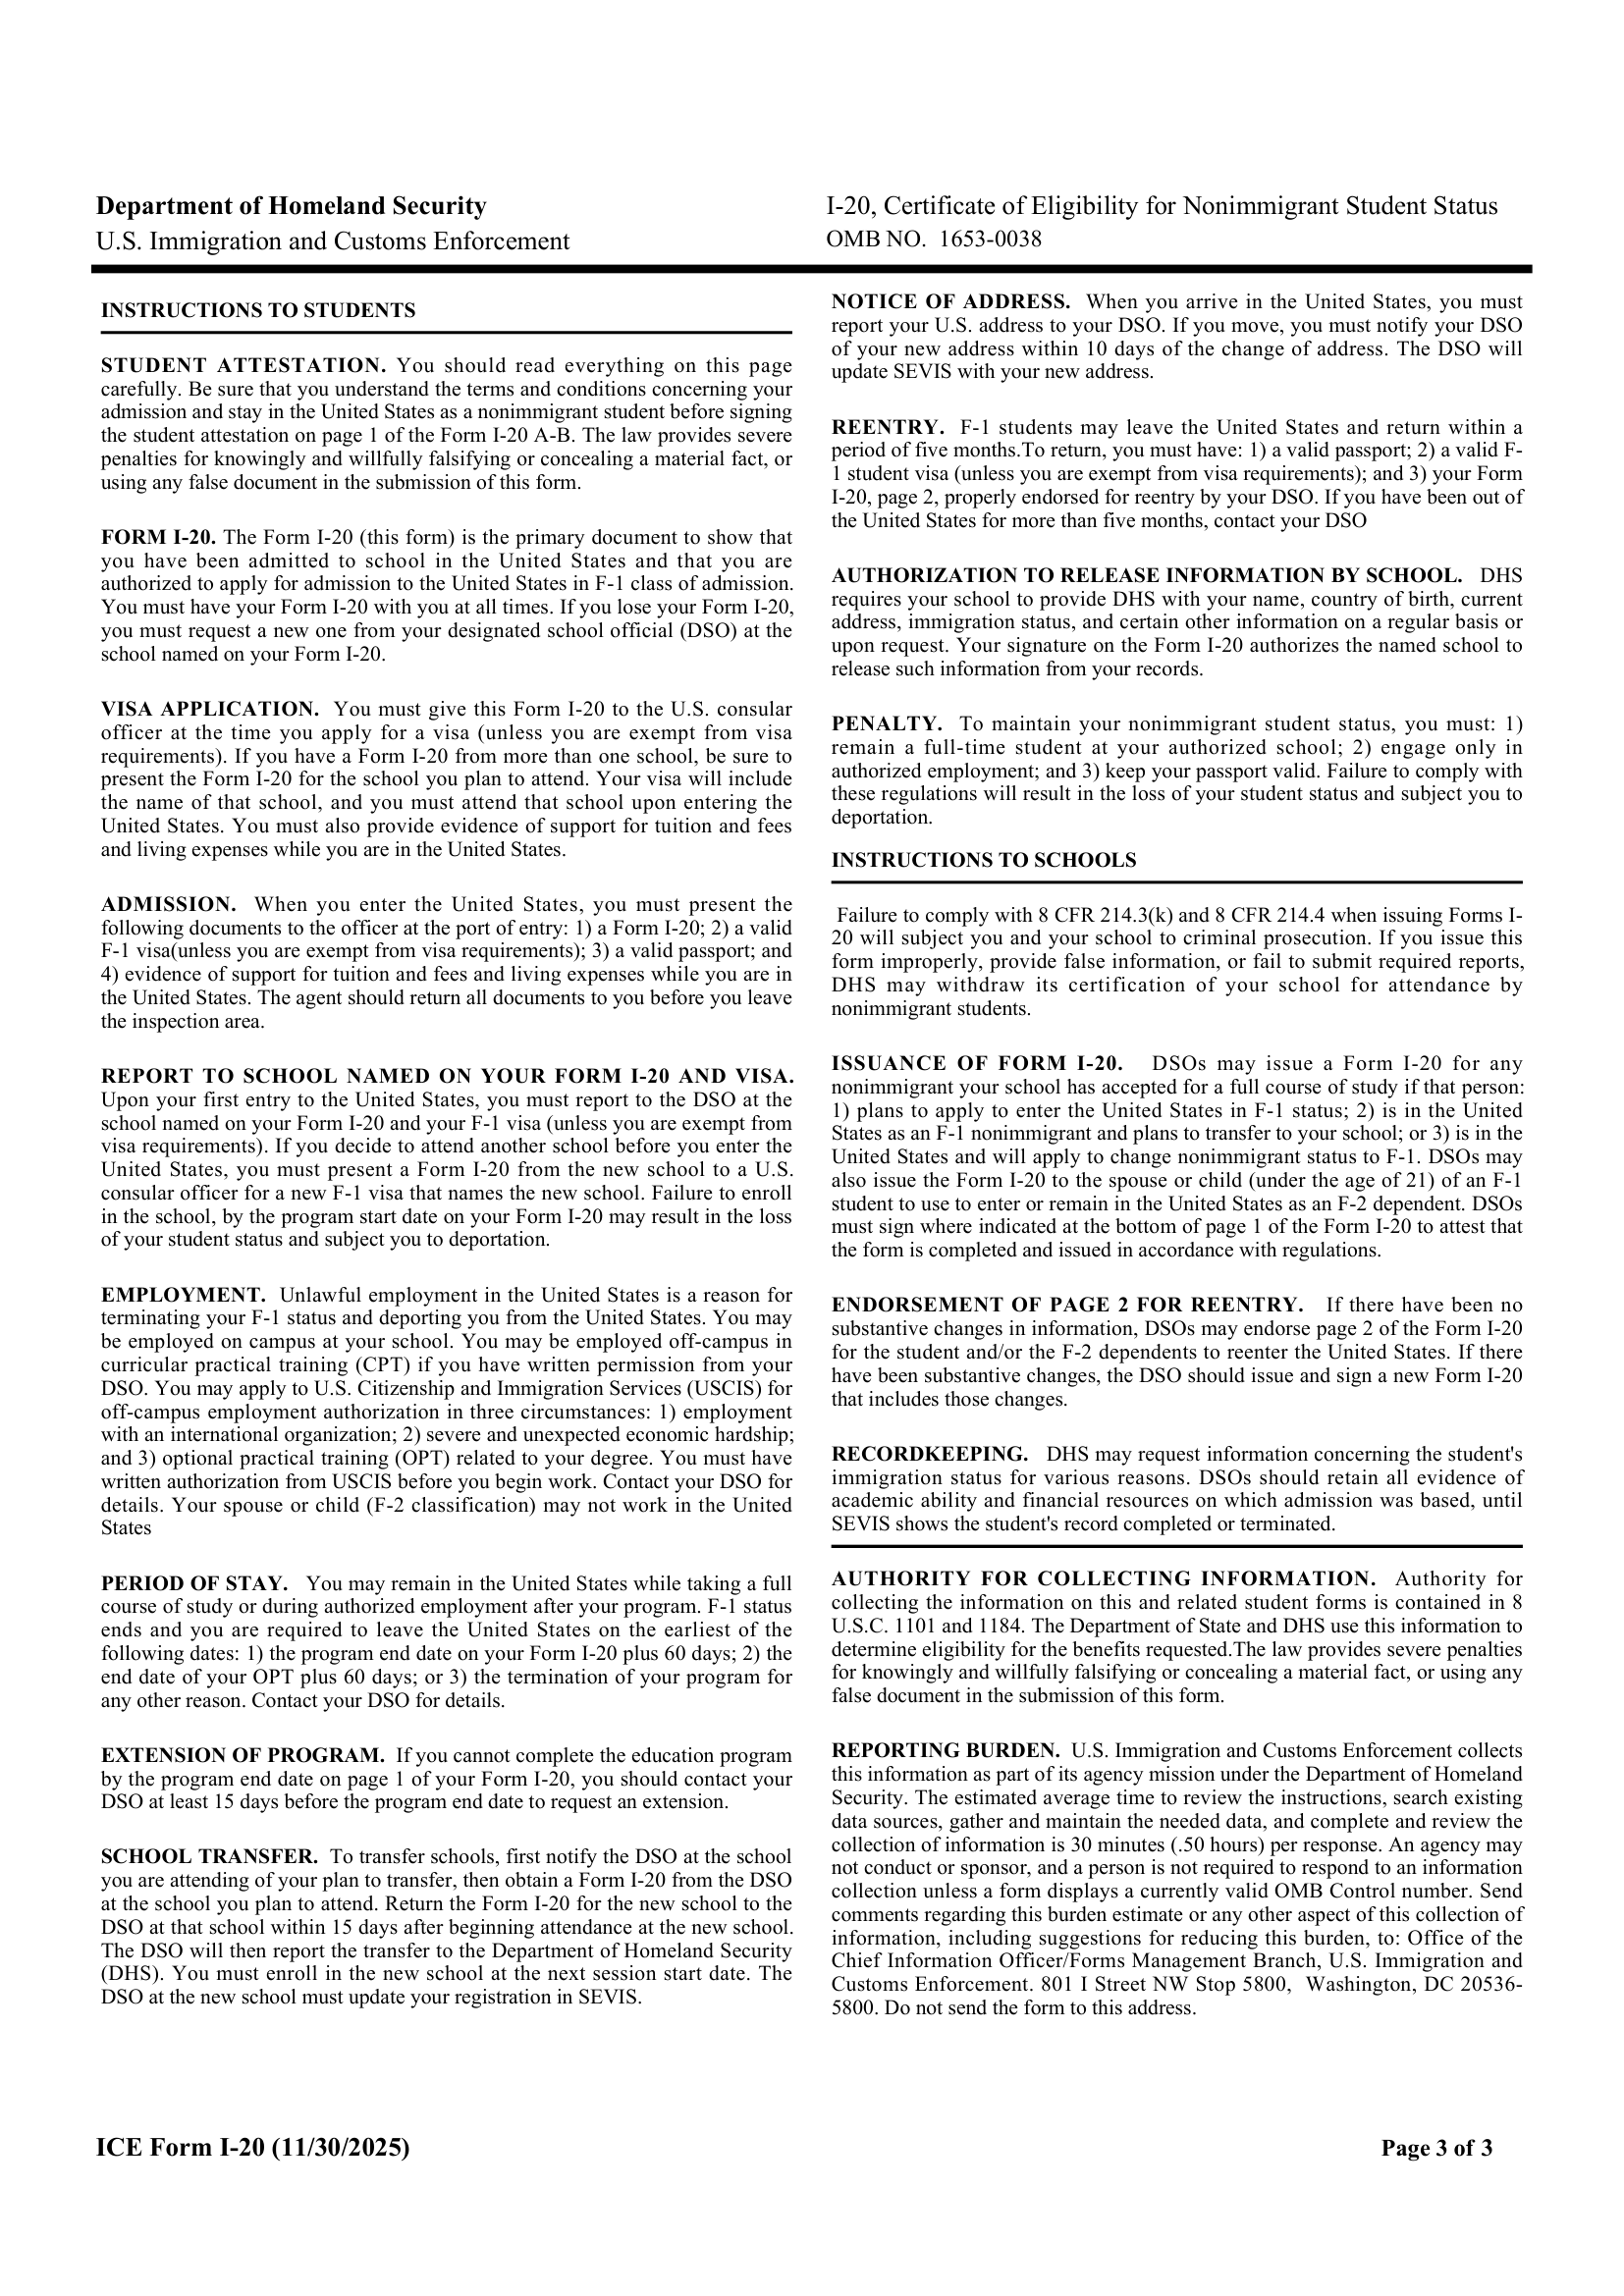 Department of Homeland Security
U.S. Immigration and Customs Enforcement
I-20, Certificate of Eligibility for Nonimmigrant Student Status
OMB NO. 1653-0038
INSTRUCTIONS TO STUDENTS
STUDENT ATTESTATION. You should read everything on this page
carefully. Be sure that you understand the terms and conditions concerning your
admission and stay in the United States as a nonimmigrant student before signing
the student attestation on page 1 of the Form I-20 A-B. The law provides severe
penalties for knowingly and willfully falsifying or concealing a material fact, or
using any false document in the submission of this form.
FORM I-20. The Form I-20 (this form) is the primary document to show that
you have been admitted to school in the United States and that you are
authorized to apply for admission to the United States in F-1 class of admission.
You must have your Form I-20 with you at all times. If you lose your Form I-20,
you must request a new one from your designated school official (DSO) at the
school named on your Form I-20.
VISA APPLICATION. You must give this Form I-20 to the U.S. consular
officer at the time you apply for a visa (unless you are exempt from visa
requirements). If you have a Form I-20 from more than one school, be sure to
present the Form I-20 for the school you plan to attend. Your visa will include
the name of that school, and you must attend that school upon entering the
United States. You must also provide evidence of support for tuition and fees
and living expenses while you are in the United States.
ADMISSION. When you enter the United States, you must present the
following documents to the officer at the port of entry: 1) a Form I-20; 2) a valid
F-1 visa(unless you are exempt from visa requirements); 3) a valid passport; and
4) evidence of support for tuition and fees and living expenses while you are in
the United States. The agent should return all documents to you before you leave
the inspection area.
REPORT TO SCHOOL NAMED ON YOUR FORM I-20 AND VISA.
Upon your first entry to the United States, you must report to the DSO at the
school named on your Form I-20 and your F-1 visa (unless you are exempt from
visa requirements). If you decide to attend another school before you enter the
United States, you must present a Form I-20 from the new school to a U.S.
consular officer for a new F-1 visa that names the new school. Failure to enroll
in the school, by the program start date on your Form I-20 may result in the loss
of your student status and subject you to deportation.
EMPLOYMENT. Unlawful employment in the United States is a reason for
terminating your F-1 status and deporting you from the United States. You may
be employed on campus at your school. You may be employed off-campus in
curricular practical training (CPT) if you have written permission from your
DSO. You may apply to U.S. Citizenship and Immigration Services (USCIS) for
off-campus employment authorization in three circumstances: 1) employment
with an international organization; 2) severe and unexpected economic hardship;
and 3) optional practical training (OPT) related to your degree. You must have
written authorization from USCIS before you begin work. Contact your DSO for
details. Your spouse or child (F-2 classification) may not work in the United
States
PERIOD OF STAY. You may remain in the United States while taking a full
course of study or during authorized employment after your program. F-1 status
ends and you are required to leave the United States on the earliest of the
following dates: 1) the program end date on your Form I-20 plus 60 days; 2) the
end date of your OPT plus 60 days; or 3) the termination of your program for
any other reason. Contact your DSO for details.
EXTENSION OF PROGRAM. If you cannot complete the education program
by the program end date on page 1 of your Form I-20, you should contact your
DSO at least 15 days before the program end date to request an extension.
SCHOOL TRANSFER. To transfer schools, first notify the DSO at the school
you are attending of your plan to transfer, then obtain a Form I-20 from the DSO
at the school you plan to attend. Return the Form I-20 for the new school to the
DSO at that school within 15 days after beginning attendance at the new school.
The DSO will then report the transfer to the Department of Homeland Security
(DHS). You must enroll in the new school at the next session start date. The
DSO at the new school must update your registration in SEVIS.
NOTICE OF ADDRESS. When you arrive in the United States, you must
report your U.S. address to your DSO. If you move, you must notify your DSO
of your new address within 10 days of the change of address. The DSO will
update SEVIS with your new address.
REENTRY. F-1 students may leave the United States and return within a
period of five months.To return, you must have: 1) a valid passport; 2) a valid F-
1 student visa (unless you are exempt from visa requirements); and 3) your Form
I-20, page 2, properly endorsed for reentry by your DSO. If you have been out of
the United States for more than five months, contact your DSO
AUTHORIZATION TO RELEASE INFORMATION BY SCHOOL. DHS
requires your school to provide DHS with your name, country of birth, current
address, immigration status, and certain other information on a regular basis or
upon request. Your signature on the Form I-20 authorizes the named school to
release such information from your records.
PENALTY. To maintain your nonimmigrant student status, you must: 1)
remain a full-time student at your authorized school; 2) engage only in
authorized employment; and 3) keep your passport valid. Failure to comply with
these regulations will result in the loss of your student status and subject you to
deportation.
INSTRUCTIONS TO SCHOOLS
Failure to comply with 8 CFR 214.3(k) and 8 CFR 214.4 when issuing Forms I-
20 will subject you and your school to criminal prosecution. If you issue this
form improperly, provide false information, or fail to submit required reports,
DHS may withdraw its certification of your school for attendance by
nonimmigrant students.
ISSUANCE OF FORM I-20. DSOs may issue a Form I-20 for any
nonimmigrant your school has accepted for a full course of study if that person:
1) plans to apply to enter the United States in F-1 status; 2) is in the United
States as an F-1 nonimmigrant and plans to transfer to your school; or 3) is in the
United States and will apply to change nonimmigrant status to F-1. DSOs may
also issue the Form I-20 to the spouse or child (under the age of 21) of an F-1
student to use to enter or remain in the United States as an F-2 dependent. DSOs
must sign where indicated at the bottom of page 1 of the Form I-20 to attest that
the form is completed and issued in accordance with regulations.
ENDORSEMENT OF PAGE 2 FOR REENTRY. If there have been no
substantive changes in information, DSOs may endorse page 2 of the Form I-20
for the student and/or the F-2 dependents to reenter the United States. If there
have been substantive changes, the DSO should issue and sign a new Form I-20
that includes those changes.
RECORDKEEPING. DHS may request information concerning the student's
immigration status for various reasons. DSOs should retain all evidence of
academic ability and financial resources on which admission was based, until
SEVIS shows the student's record completed or terminated.
AUTHORITY FOR COLLECTING INFORMATION. Authority for
collecting the information on this and related student forms is contained in 8
U.S.C. 1101 and 1184. The Department of State and DHS use this information to
determine eligibility for the benefits requested.The law provides severe penalties
for knowingly and willfully falsifying or concealing a material fact, or using any
false document in the submission of this form.
REPORTING BURDEN. U.S. Immigration and Customs Enforcement collects
this information as part of its agency mission under the Department of Homeland
Security. The estimated average time to review the instructions, search existing
data sources, gather and maintain the needed data, and complete and review the
collection of information is 30 minutes (.50 hours) per response. An agency may
not conduct or sponsor, and a person is not required to respond to an information
collection unless a form displays a currently valid OMB Control number. Send
comments regarding this burden estimate or any other aspect of this collection of
information, including suggestions for reducing this burden, to: Office of the
Chief Information Officer/Forms Management Branch, U.S. Immigration and
Customs Enforcement. 801 I Street NW Stop 5800, Washington, DC 20536-
5800. Do not send the form to this address.
ICE Form I-20 (11/30/2025)
Page 3 of 3